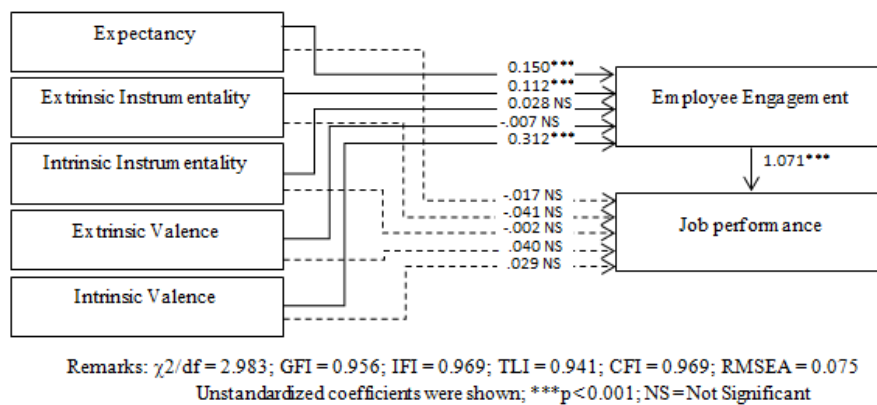 Expectancy
Extrinsic Instrumentality
Intrinsic Instrumentality
Extrinsic Valence
Intrinsic Valence
0.150***
0.112***
0.028 NS
-.007 NS
0.312***
Employee Engagement
1.071***
-.017 NS
-.041 NS
-.002 NS
.040 NS
.029 NS
Job performance
Remarks: χ2/df = 2.983; GFI = 0.956; IFI = 0.969; TLI = 0.941; CFI = 0.969; RMSEA = 0.075
Unstandardized coefficients were shown; ***p<0.001; NS=Not Significant